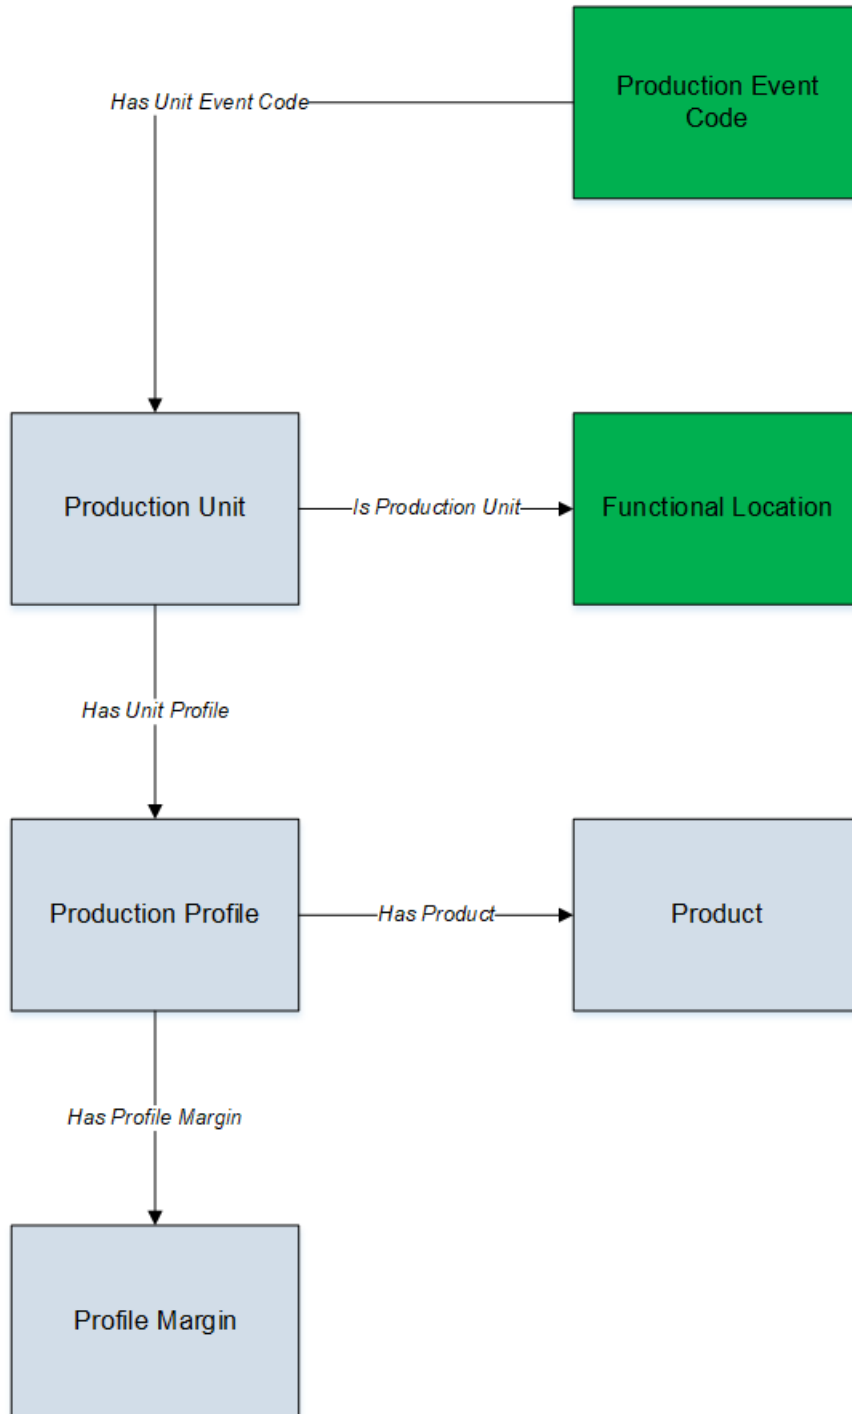 Production Event
Code
Has Unit Event Code
Production Unit
Is Production Unit
Functional Location
Has Unit Profile
Production Profile
Has Product
Product
Has Profile Margin
Profile Margin